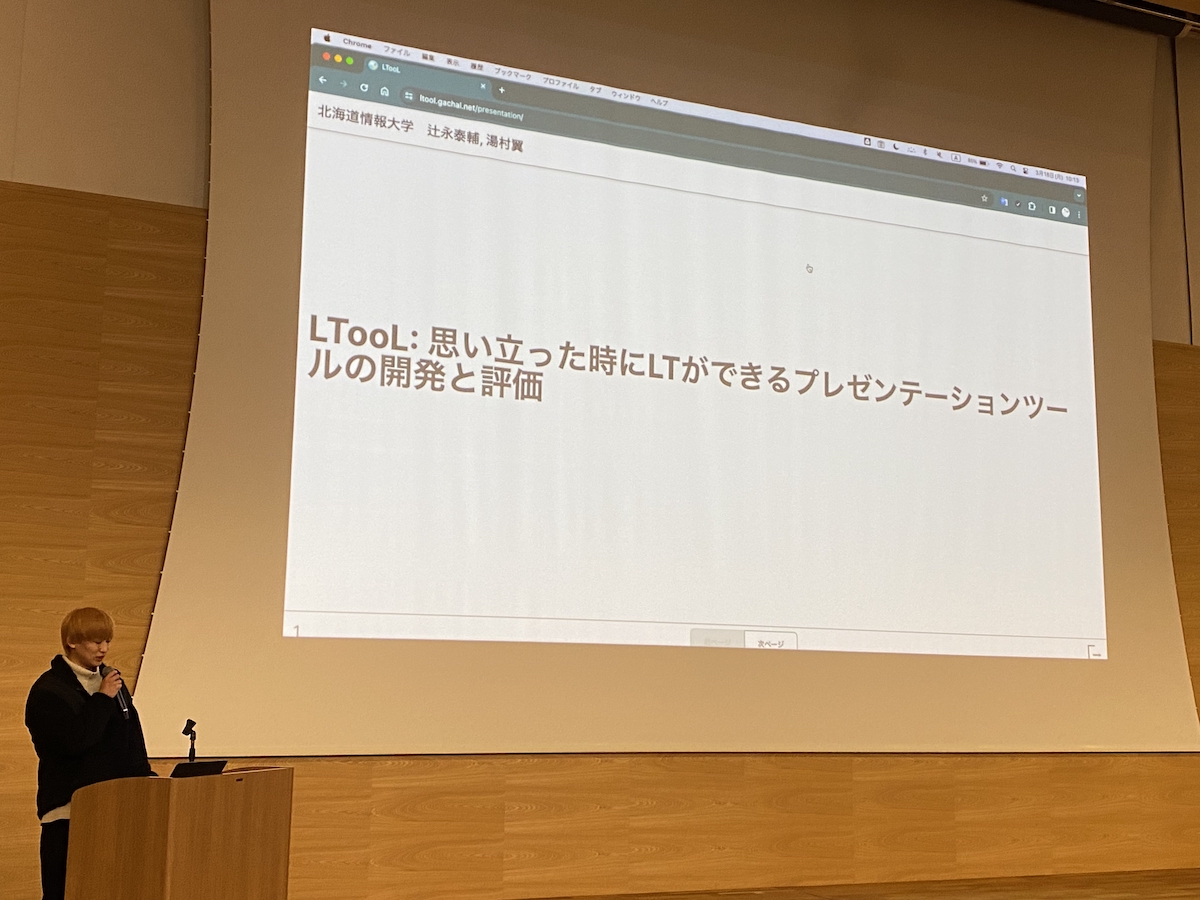 Chrome ファイル 編集 表示 履歴 ブックマーク プロファイル タブ ウィンドウ ヘルプ
LTooL
ltool.gachal.net/presentation/
北海道情報大学 辻永泰輔, 湯村翼
LTooL: 思い立った時にLTができるプレゼンテーションツー
ルの開発と評価
1
次ページ